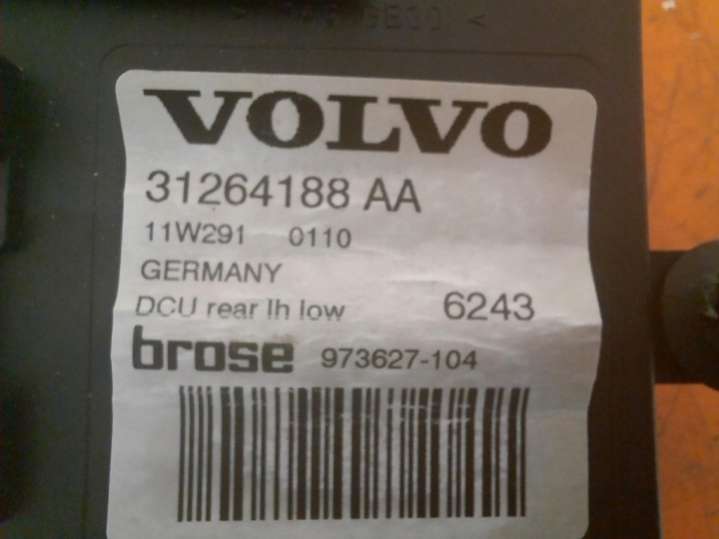 VOLVO
31264188 AA
11W291 0110
GERMANY
DCU rear lh low 6243
brose 973627-104